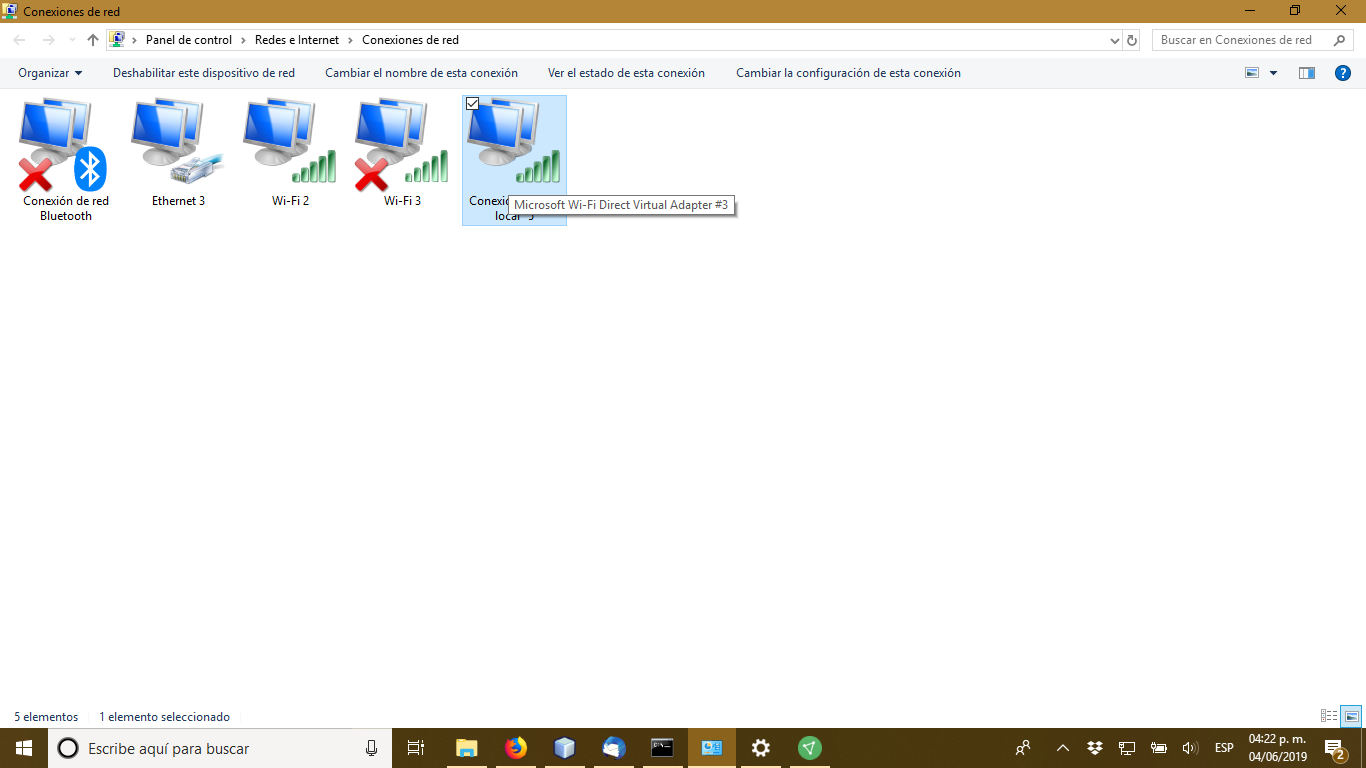 Conexiones de red
Panel de control
Redes e Internet
Conexiones de red
Buscar en Conexiones de red
Organizar
Deshabilitar este dispositivo de red
Cambiar el nombre de esta conexión
Ver el estado de esta conexión
Cambiar la configuración de esta conexión
Conexión de red
Bluetooth
Ethernet 3
Wi-Fi 2
Wi-Fi 3
Microsoft Wi-Fi Direct Virtual Adapter #3
local
5 elementos
1 elemento seleccionado
Escribe aquí para buscar
ESP
04:22 p. m.
04/06/2019
2